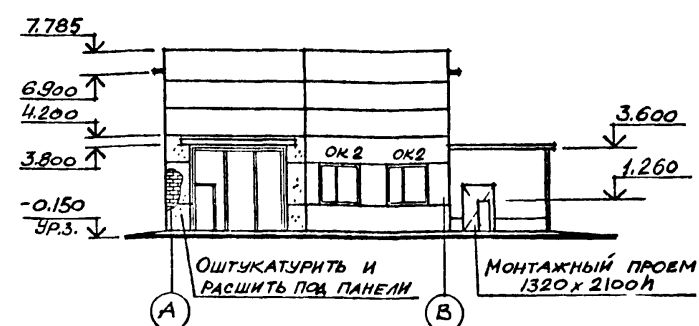 7.785
6.900
4.200
3.800
-0.150
УР.З.
ОК2 ОК2
3.600
1.260
ОШТУКАТУРИТЬ И
РАСШИТЬ ПОД ПАНЕЛИ
МОНТАЖНЫЙ ПРОЕМ
1320 х 2100h
А
В